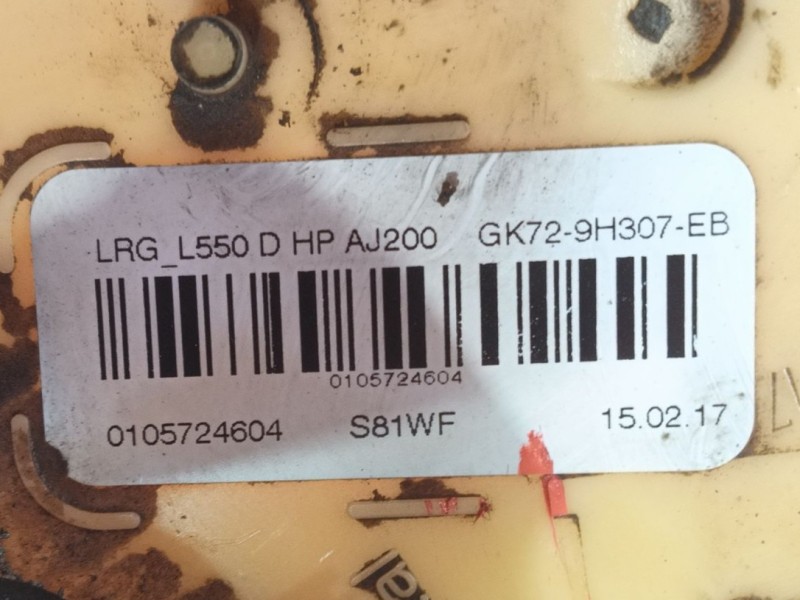 LRG_L550 D HP AJ200 GK72-9H307-EB
0105724604
0105724604 S81WF 15.02.17